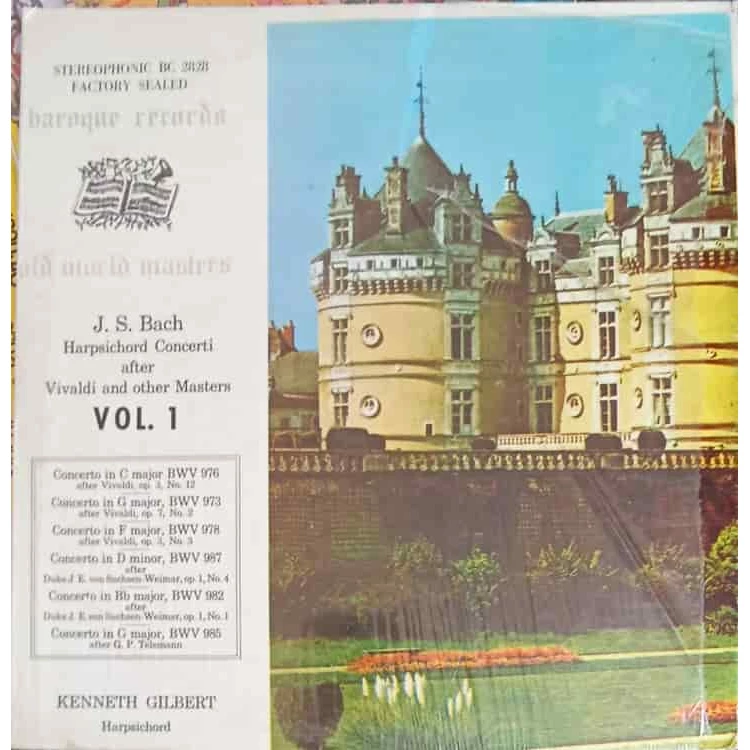 STEREOPHONIC BC 2828
FACTORY SEALED
baroque records
old world masters
J. S. Bach
Harpsichord Concerti
after
Vivaldi and other Masters
VOL. 1
Concerto in C major BWV 976
after Vivaldi, op. 3, No. 12
Concerto in G major, BWV 973
after Vivaldi, op. 7, No. 2
Concerto in F major, BWV 978
after Vivaldi, op. 3, No. 3
Concerto in D minor, BWV 987
after
Duke J. E. von Sachsen-Weimar, op. 1, No. 4
Concerto in Bb major, BWV 982
after
Duke J. E. von Sachsen-Weimar, op. 1, No. 1
Concerto in G major, BWV 985
after G. P. Telemann
KENNETH GILBERT
Harpsichord